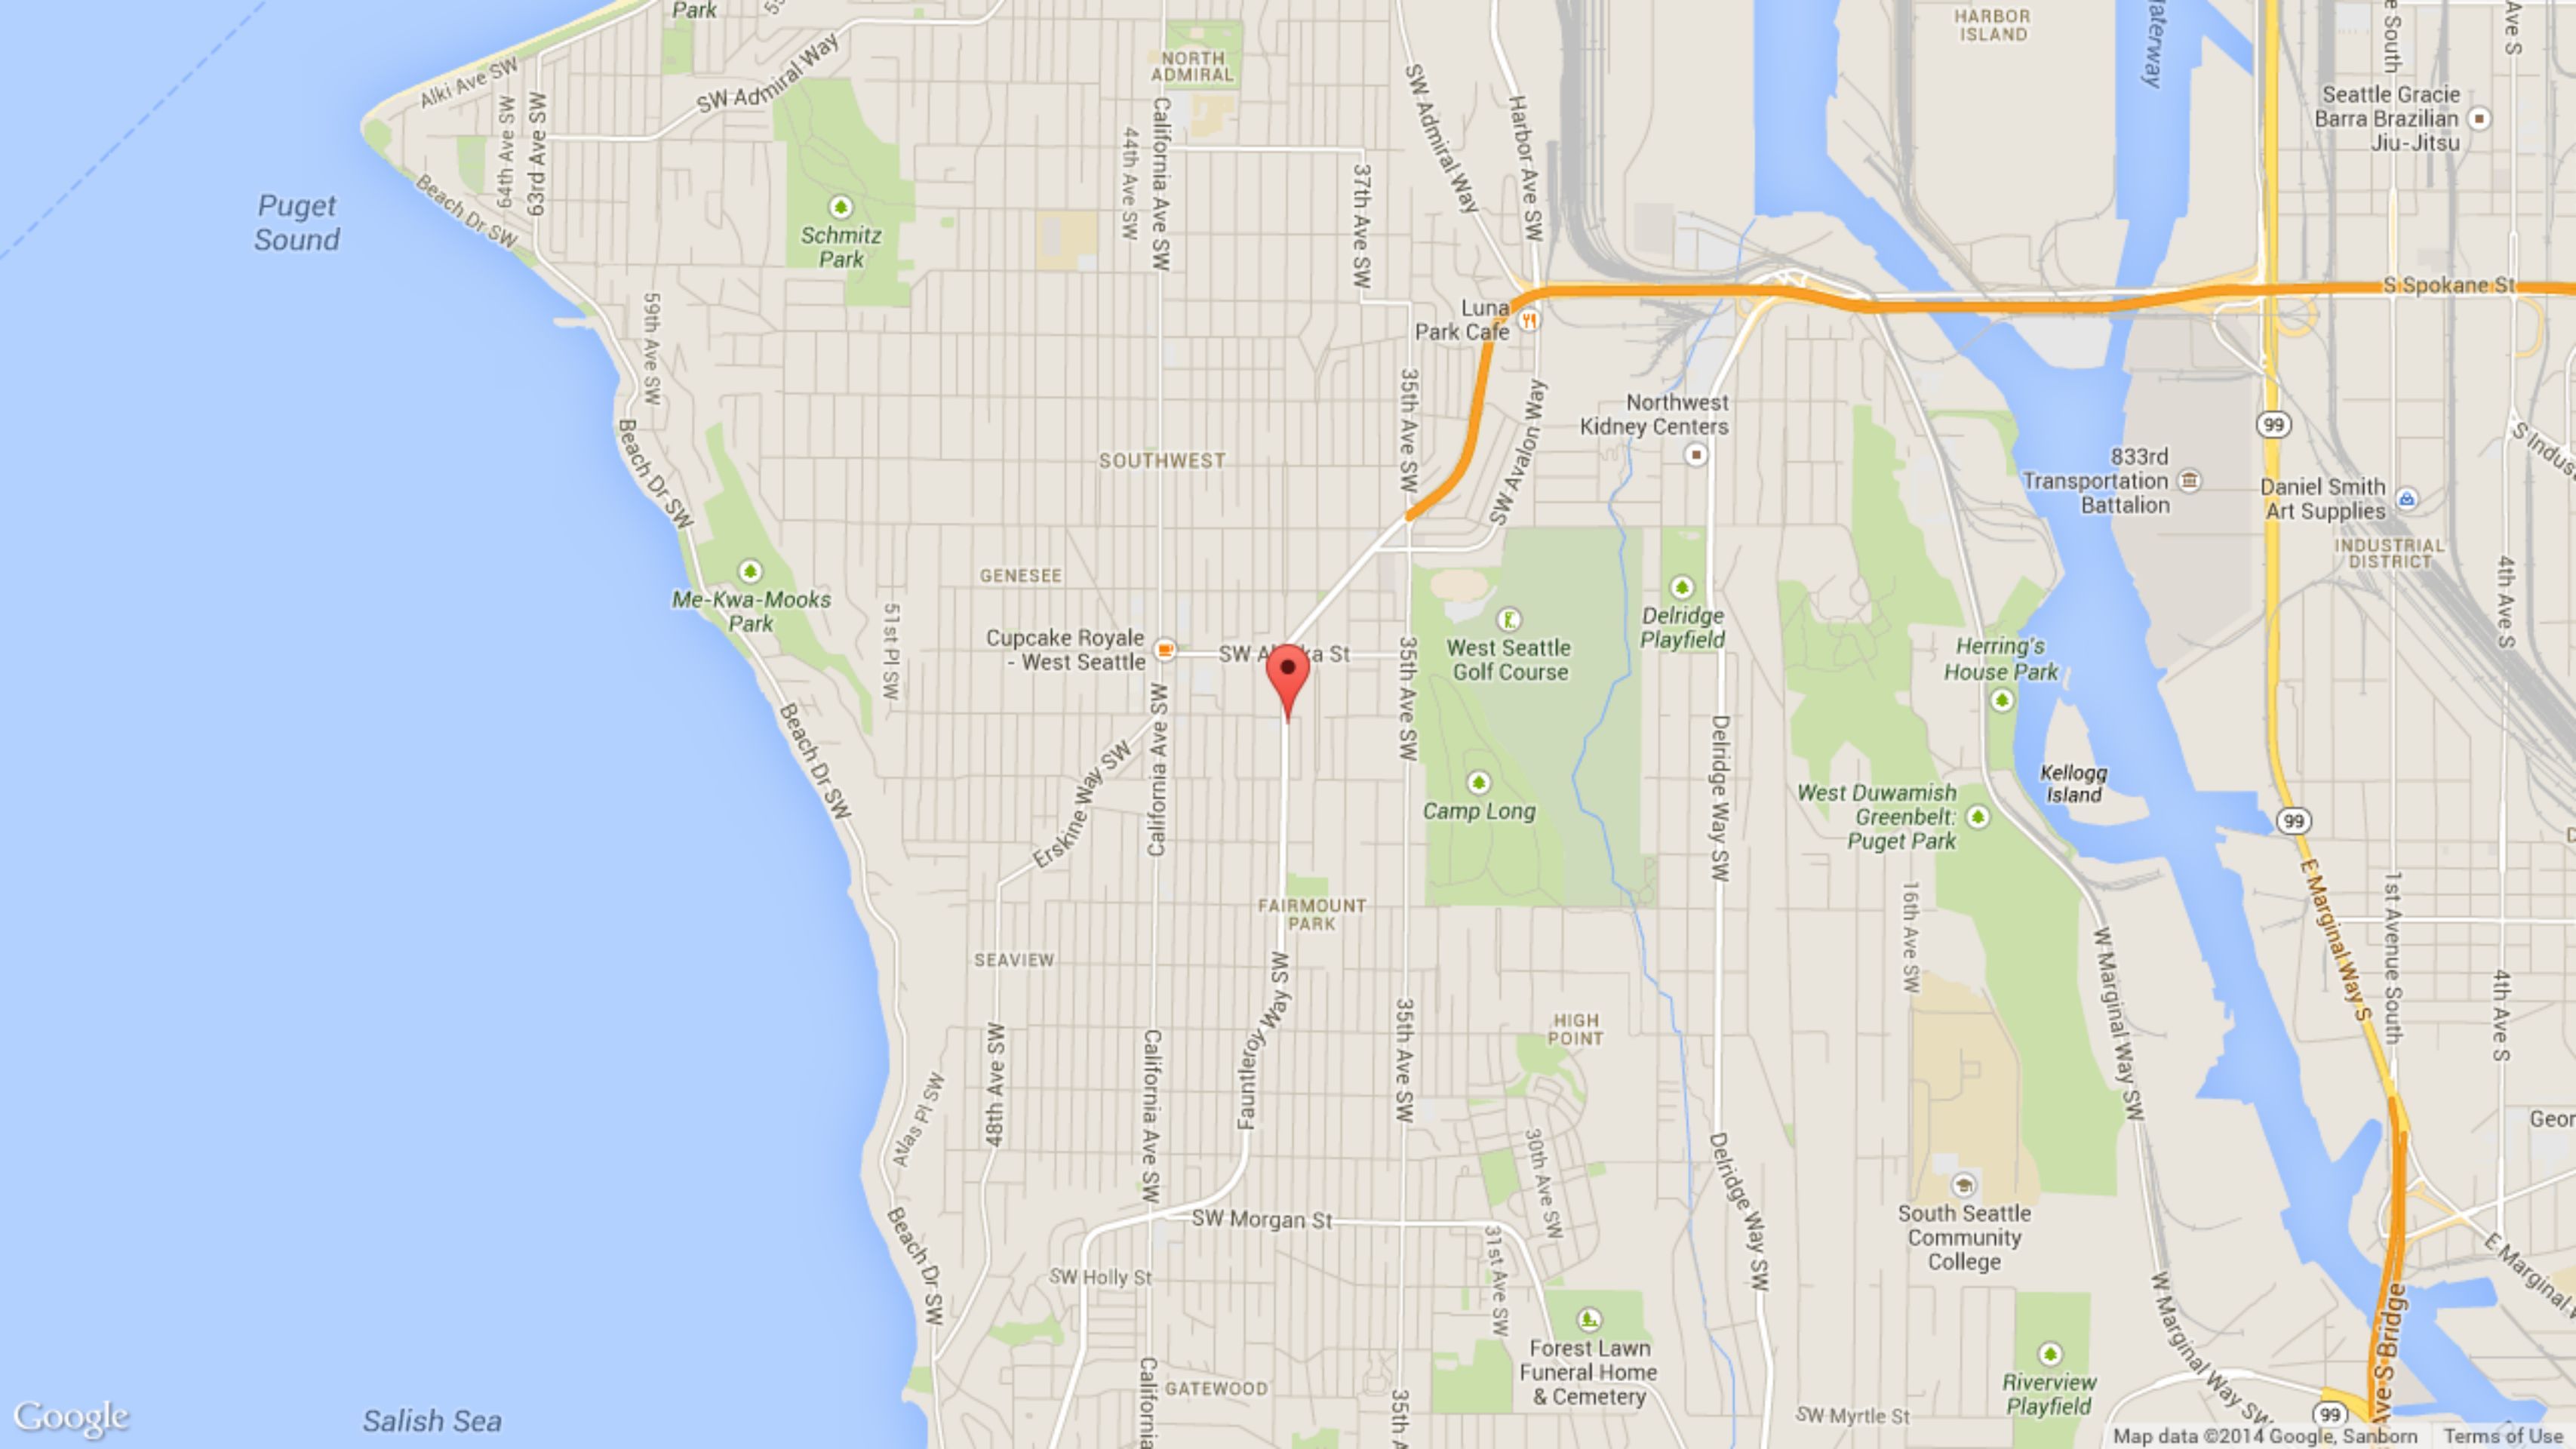 Park
Alki Ave SW
64th Ave SW
63rd Ave SW
SW Admiral Way
Beach Dr SW
Puget
Sound
NORTH
ADMIRAL
California Ave SW
44th Ave SW
37th Ave SW
SW Admiral Way
Harbor Ave SW
HARBOR
ISLAND
Ave S
Seattle Gracie
Barra Brazilian
Jiu-Jitsu
Schmitz
Park
S Spokane St
Luna
Park Cafe
59th Ave SW
35th Ave SW
SW Avalon Way
Northwest
Kidney Centers
99
833rd
Transportation
Battalion
Daniel Smith
Art Supplies
INDUSTRIAL
DISTRICT
S Indus
Beach Dr SW
SOUTHWEST
GENESEE
Me-Kwa-Mooks
Park
51st Pl SW
Cupcake Royale
- West Seattle
35th Ave SW
West Seattle
Golf Course
Delridge
Playfield
Herring's
House Park
4th Ave S
Beach Dr SW
Erskine Way SW
California Ave SW
Camp Long
Delridge Way SW
West Duwamish
Greenbelt:
Puget Park
Kellogg
Island
99
E Marginal Way S
1st Avenue South
16th Ave SW
FAIRMOUNT
PARK
SEAVIEW
Fauntleroy Way SW
35th Ave SW
HIGH
POINT
W Marginal Way SW
4th Ave S
48th Ave SW
Atlas Pl SW
California Ave SW
30th Ave SW
Delridge Way SW
Geor
South Seattle
Community
College
SW Morgan St
31st Ave SW
SW Holly St
Beach Dr SW
E Marginal
Forest Lawn
Funeral Home
& Cemetery
W Marginal Way SW
Ave S Bridge
Riverview
Playfield
GATEWOOD
California
35th A
SW Myrtle St
99
Google
Salish Sea
Map data ©2014 Google, Sanborn
Terms of Use